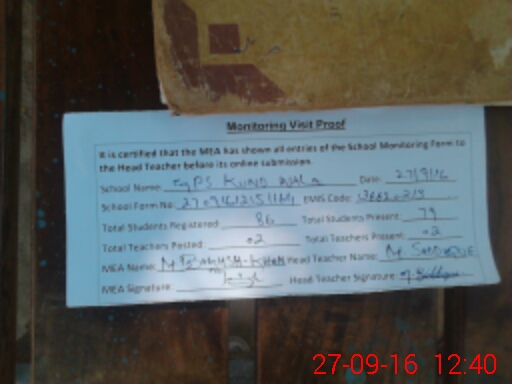 Monitoring Visit Proof
It is certified that the MEA has shown all entries of the School Monitoring Form to
the Head Teacher before its online submission.
School Name: GPS KUND WALA Date: 27/9/16
School Form No: EMIS Code:
Total Students Registered: 86 Total Students Present: 79
Total Teachers Posted: 02 Total Teachers Present: 02
MEA Name: KHAN Head Teacher Name: M
MEA Signature: Head Teacher Signature:
27-09-16 12:40